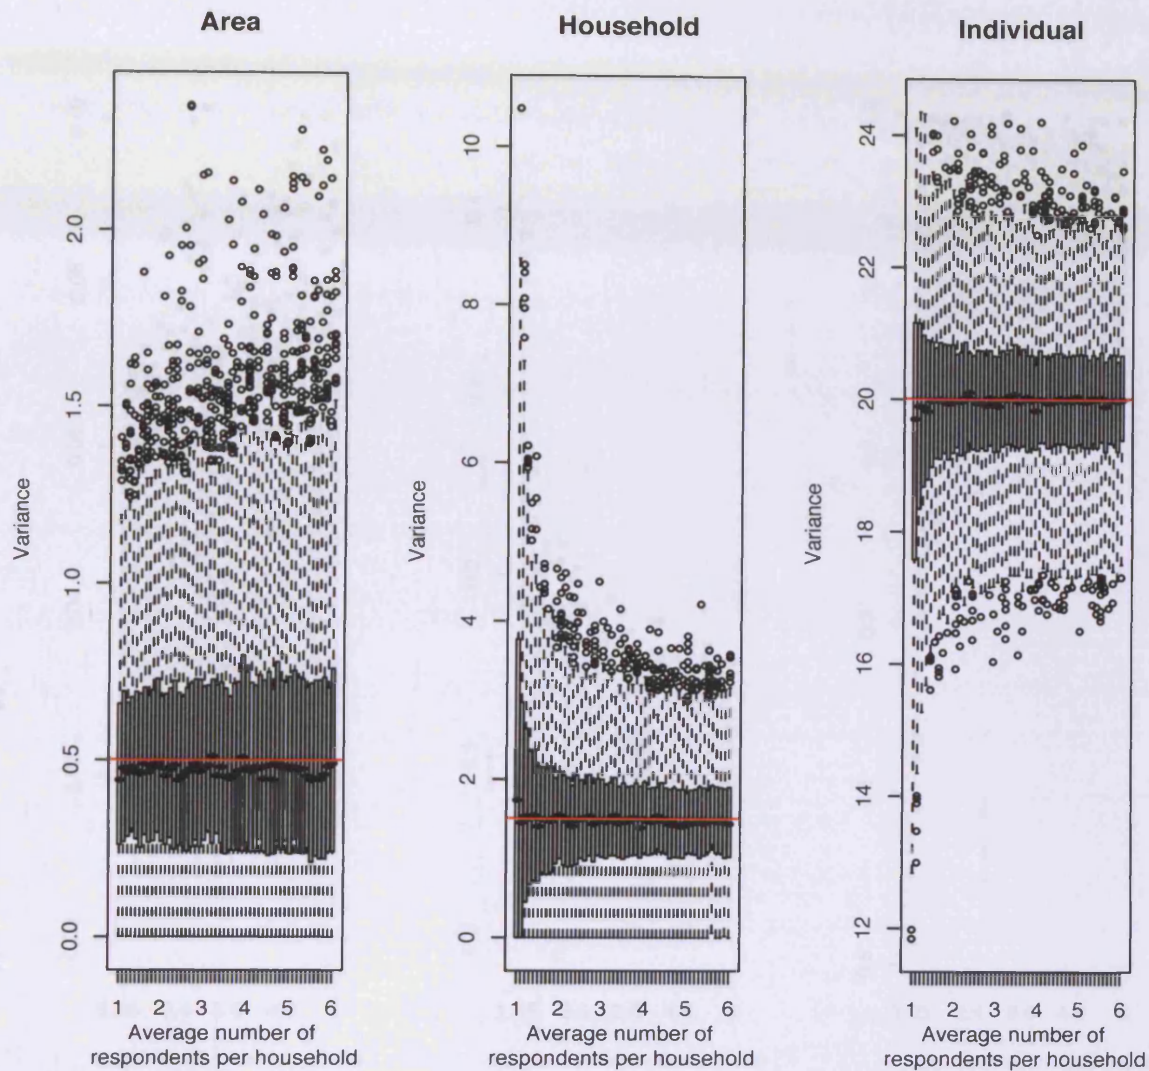 Area
Variance
0.0 0.5 1.0 1.5 2.0
1 2 3 4 5 6
Average number of
respondents per household
Household
Variance
0 2 4 6 8 10
1 2 3 4 5 6
Average number of
respondents per household
Individual
Variance
12 14 16 18 20 22 24
1 2 3 4 5 6
Average number of
respondents per household